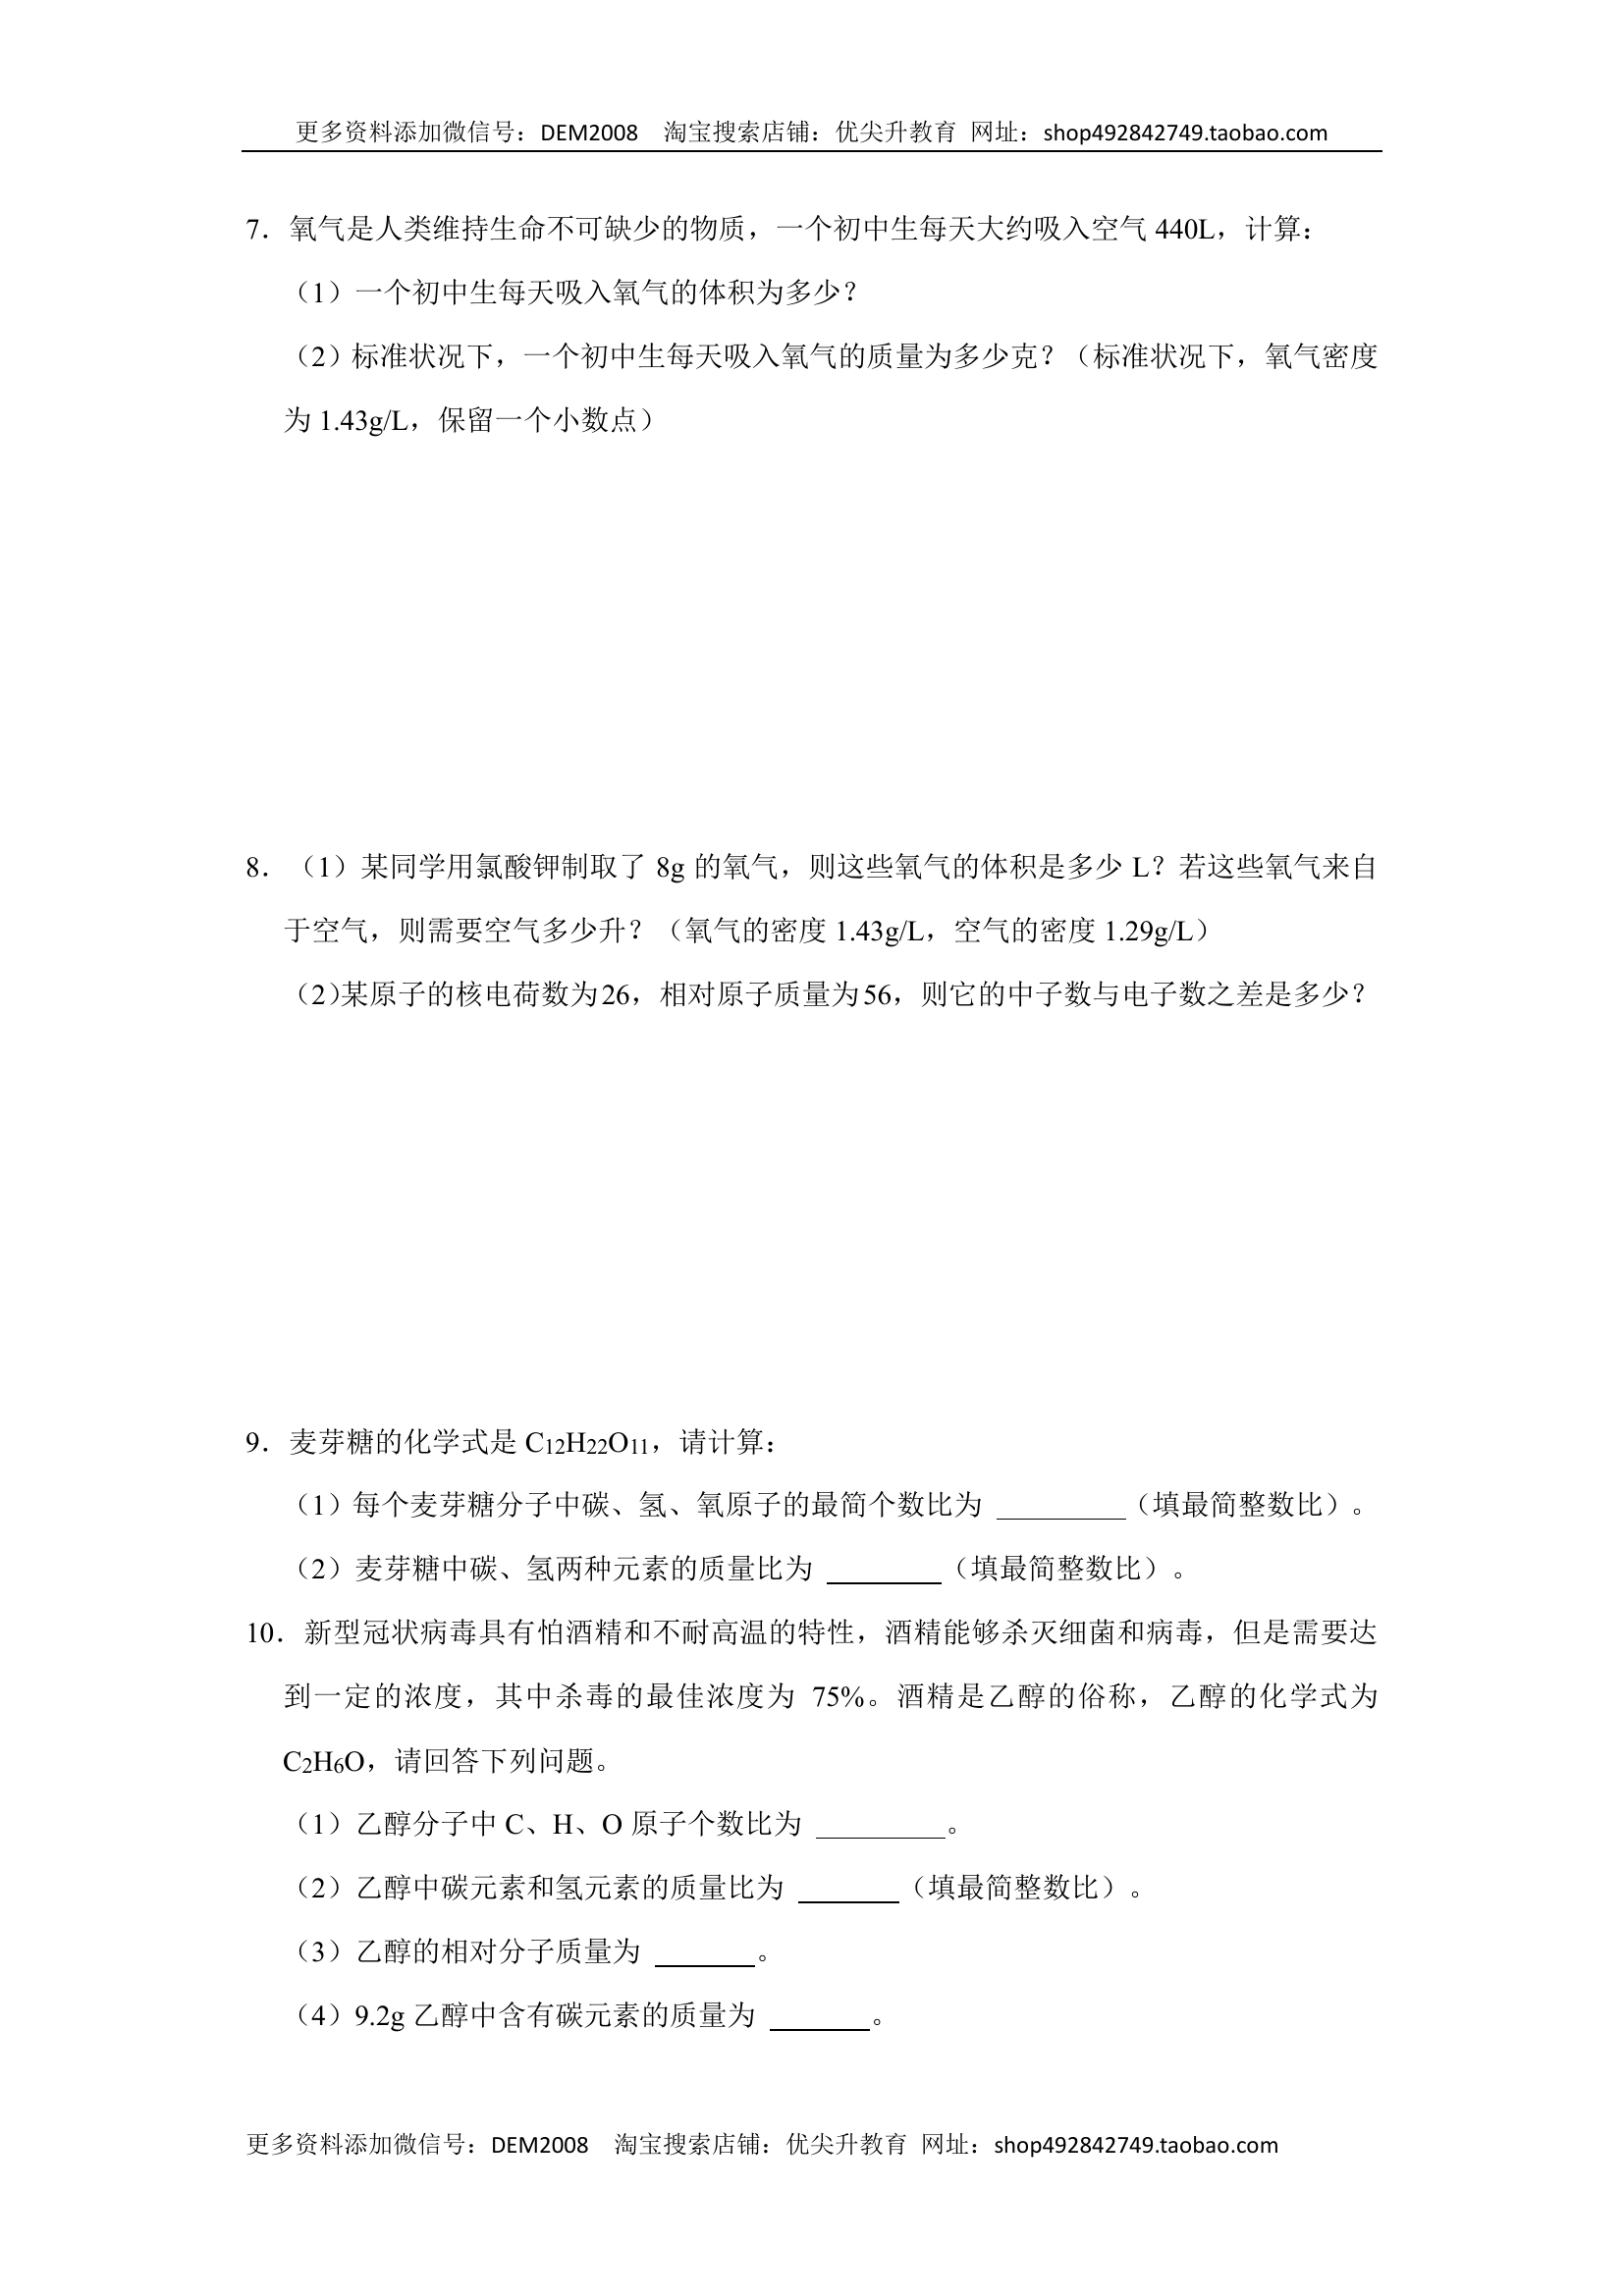 更多资料添加微信号：DEM2008 淘宝搜索店铺：优尖升教育 网址：shop492842749.taobao.com
7．氧气是人类维持生命不可缺少的物质，一个初中生每天大约吸入空气 440L，计算：
（1）一个初中生每天吸入氧气的体积为多少？
（2）标准状况下，一个初中生每天吸入氧气的质量为多少克？（标准状况下，氧气密度
为 1.43g/L，保留一个小数点）
8．（1）某同学用氯酸钾制取了 8g 的氧气，则这些氧气的体积是多少 L？若这些氧气来自
于空气，则需要空气多少升？（氧气的密度 1.43g/L，空气的密度 1.29g/L）
（2）某原子的核电荷数为26，相对原子质量为56，则它的中子数与电子数之差是多少？
9．麦芽糖的化学式是 C₁₂H₂₂O₁₁，请计算：
（1）每个麦芽糖分子中碳、氢、氧原子的最简个数比为 ________（填最简整数比）。
（2）麦芽糖中碳、氢两种元素的质量比为 ________（填最简整数比）。
10．新型冠状病毒具有怕酒精和不耐高温的特性，酒精能够杀灭细菌和病毒，但是需要达
到一定的浓度，其中杀毒的最佳浓度为 75%。酒精是乙醇的俗称，乙醇的化学式为
C₂H₆O，请回答下列问题。
（1）乙醇分子中 C、H、O 原子个数比为 ________。
（2）乙醇中碳元素和氢元素的质量比为 _______（填最简整数比）。
（3）乙醇的相对分子质量为 _______。
（4）9.2g 乙醇中含有碳元素的质量为 _______。
更多资料添加微信号：DEM2008 淘宝搜索店铺：优尖升教育 网址：shop492842749.taobao.com